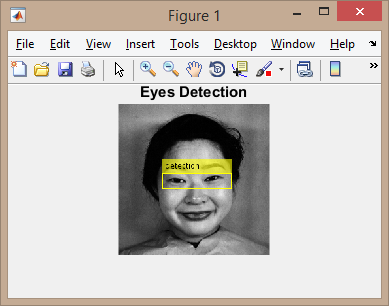 Figure 1
File Edit View Insert Tools Desktop Window Help
Eyes Detection
detection